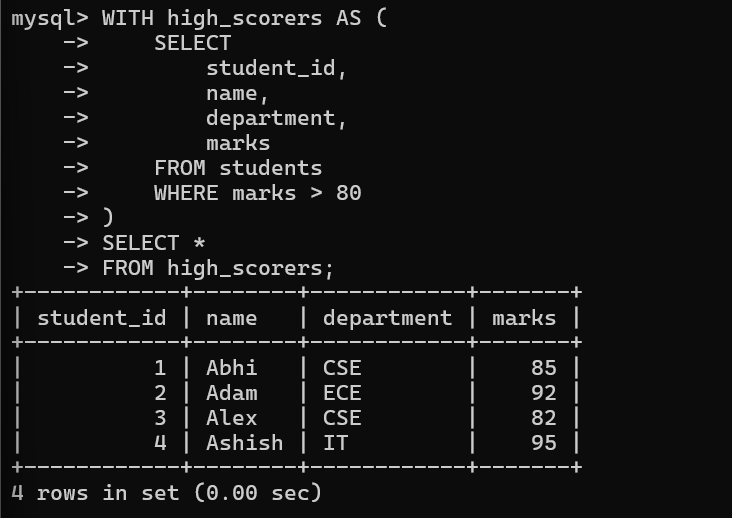 mysql> WITH high_scorers AS (
    ->     SELECT
    ->         student_id,
    ->         name,
    ->         department,
    ->         marks
    ->     FROM students
    ->     WHERE marks > 80
    -> )
    -> SELECT *
    -> FROM high_scorers;
+------------+--------+------------+-------+
| student_id | name   | department | marks |
+------------+--------+------------+-------+
|          1 | Abhi   | CSE        |    85 |
|          2 | Adam   | ECE        |    92 |
|          3 | Alex   | CSE        |    82 |
|          4 | Ashish | IT         |    95 |
+------------+--------+------------+-------+
4 rows in set (0.00 sec)